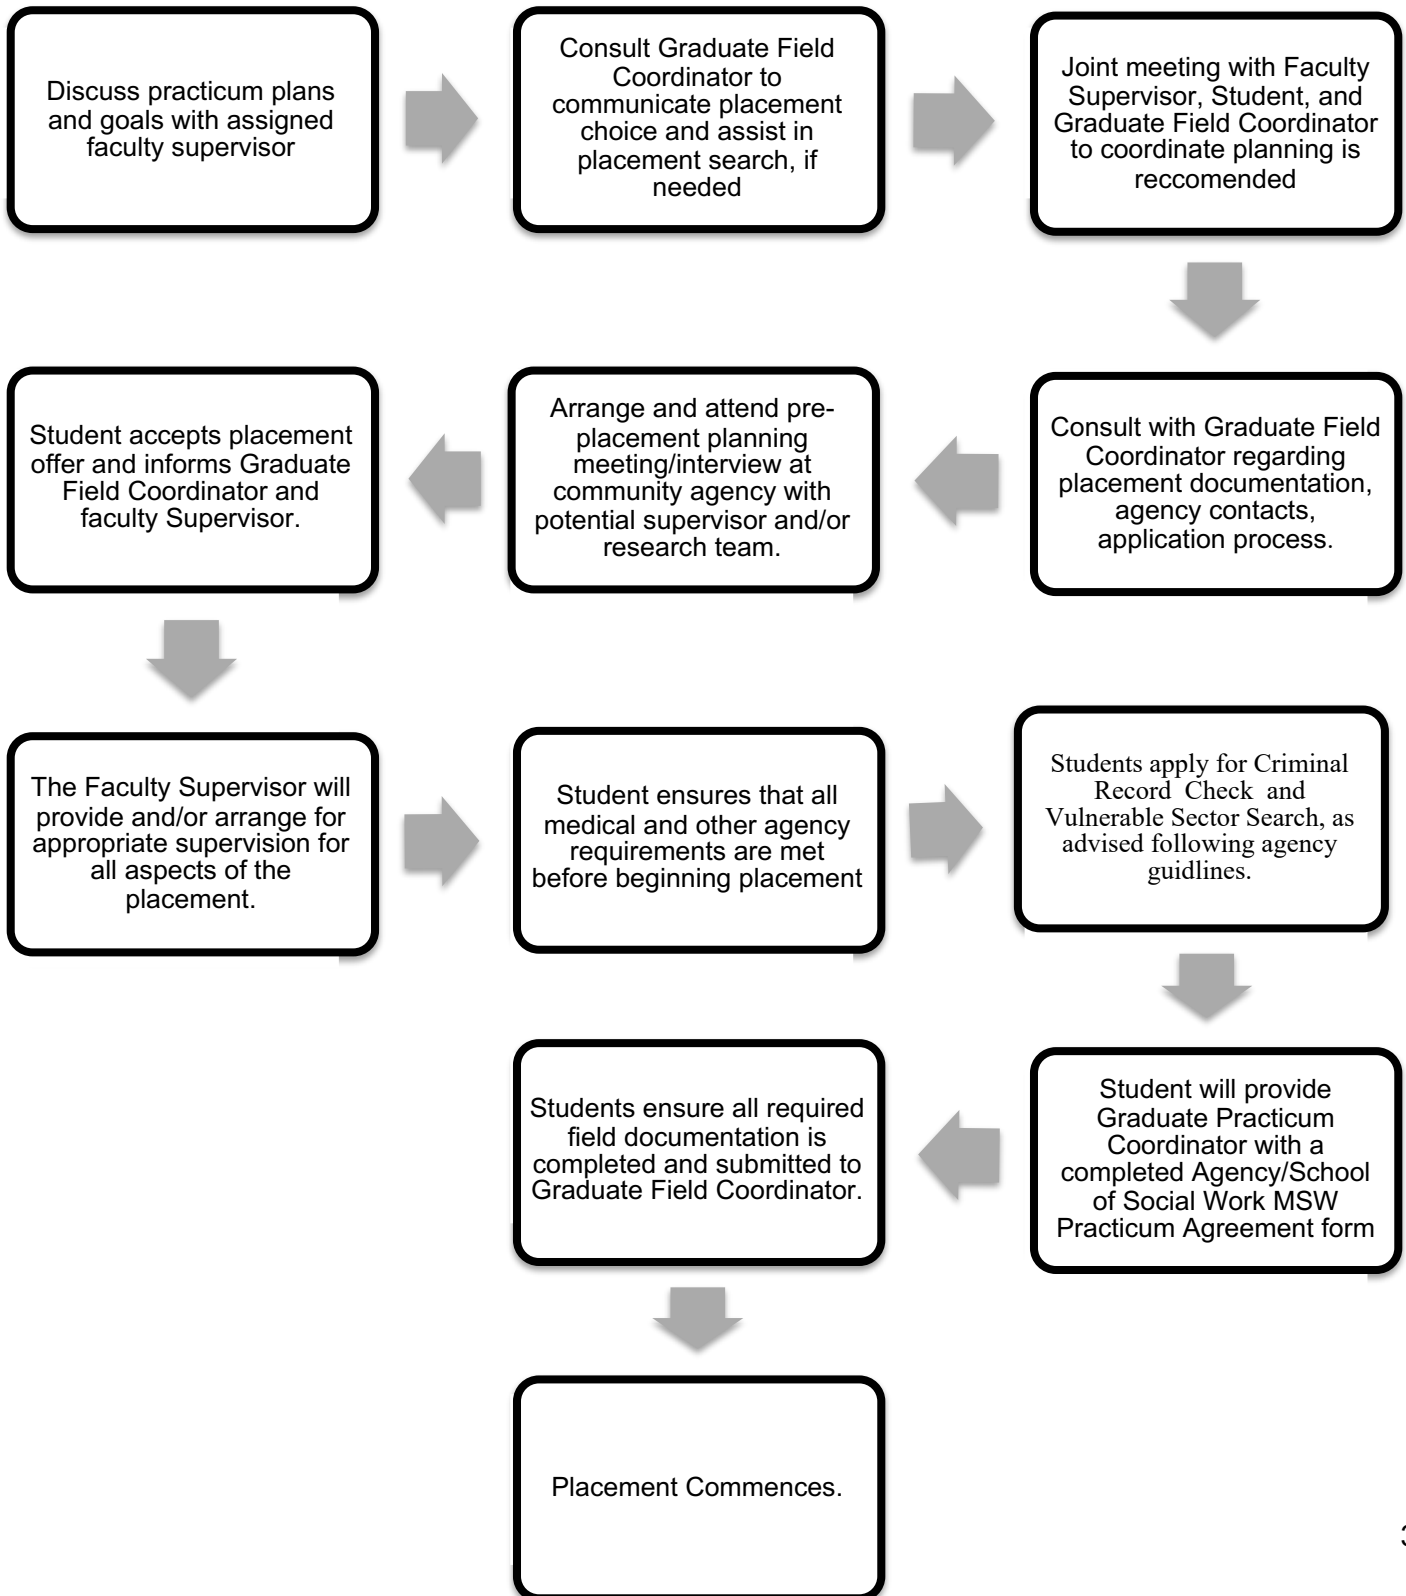 Discuss practicum plans
and goals with assigned
faculty supervisor
Consult Graduate Field
Coordinator to
communicate placement
choice and assist in
placement search, if
needed
Joint meeting with Faculty
Supervisor, Student, and
Graduate Field Coordinator
to coordinate planning is
reccomended
Consult with Graduate Field
Coordinator regarding
placement documentation,
agency contacts,
application process.
Arrange and attend pre-
placement planning
meeting/interview at
community agency with
potential supervisor and/or
research team.
Student accepts placement
offer and informs Graduate
Field Coordinator and
faculty Supervisor.
The Faculty Supervisor will
provide and/or arrange for
appropriate supervision for
all aspects of the
placement.
Student ensures that all
medical and other agency
requirements are met
before beginning placement
Students apply for Criminal
Record Check and
Vulnerable Sector Search, as
advised following agency
guidlines.
Student will provide
Graduate Practicum
Coordinator with a
completed Agency/School
of Social Work MSW
Practicum Agreement form
Students ensure all required
field documentation is
completed and submitted to
Graduate Field Coordinator.
Placement Commences.